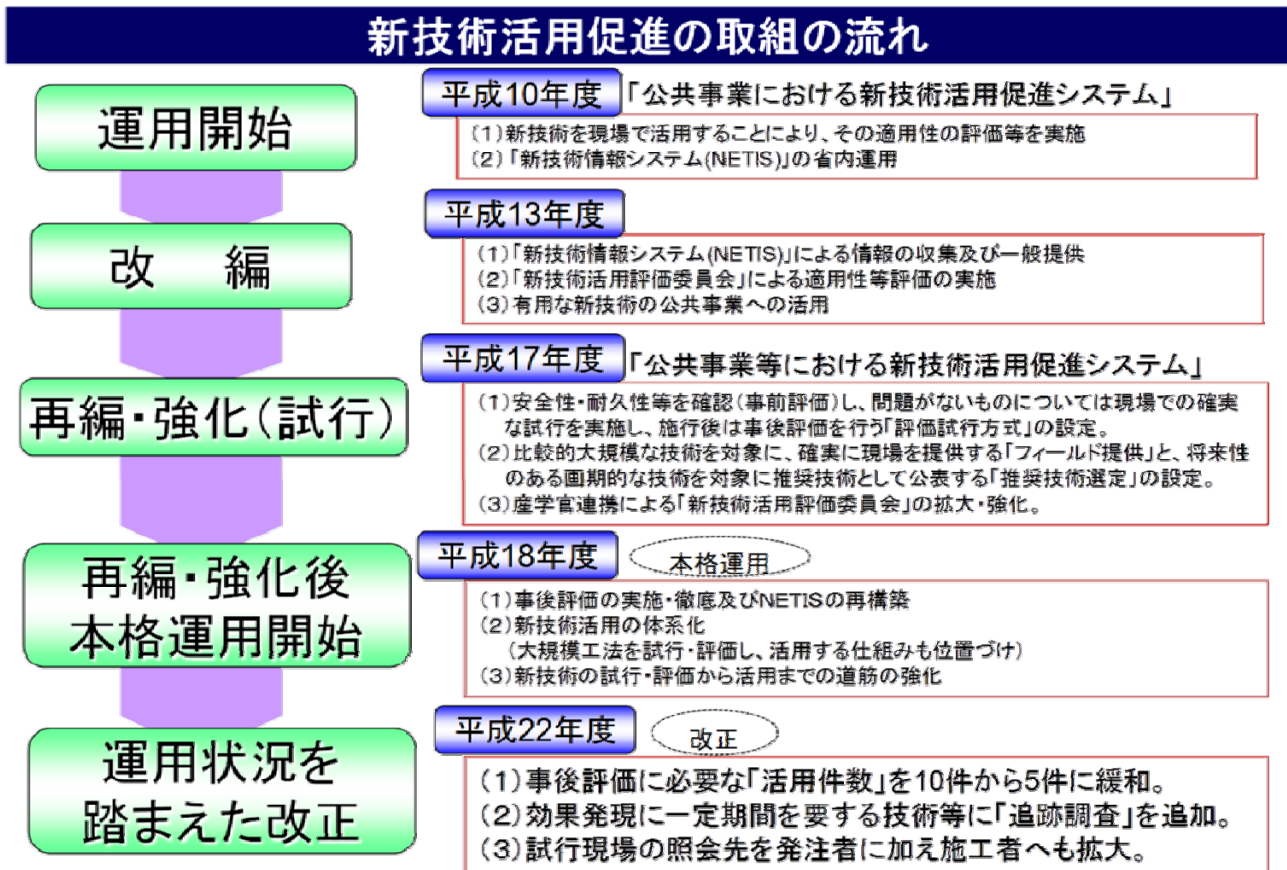 新技術活用促進の取組の流れ
運用開始
平成10年度 「公共事業における新技術活用促進システム」
(1)新技術を現場で活用することにより、その適用性の評価等を実施
(2)「新技術情報システム(NETIS)」の省内運用
改 編
平成13年度
(1)「新技術情報システム(NETIS)」による情報の収集及び一般提供
(2)「新技術活用評価委員会」による適用性等評価の実施
(3)有用な新技術の公共事業への活用
再編・強化(試行)
平成17年度 「公共事業等における新技術活用促進システム」
(1)安全性・耐久性等を確認(事前評価)し、問題がないものについては現場での確実
な試行を実施し、施行後は事後評価を行う「評価試行方式」の設定。
(2)比較的大規模な技術を対象に、確実に現場を提供する「フィールド提供」と、将来性
のある画期的な技術を対象に推奨技術として公表する「推奨技術選定」の設定。
(3)産学官連携による「新技術活用評価委員会」の拡大・強化。
再編・強化後
本格運用開始
平成18年度 本格運用
(1)事後評価の実施・徹底及びNETISの再構築
(2)新技術活用の体系化
(大規模工法を試行・評価し、活用する仕組みも位置づけ)
(3)新技術の試行・評価から活用までの道筋の強化
運用状況を
踏まえた改正
平成22年度 改正
(1)事後評価に必要な「活用件数」を10件から5件に緩和。
(2)効果発現に一定期間を要する技術等に「追跡調査」を追加。
(3)試行現場の照会先を発注者に加え施工者へも拡大。